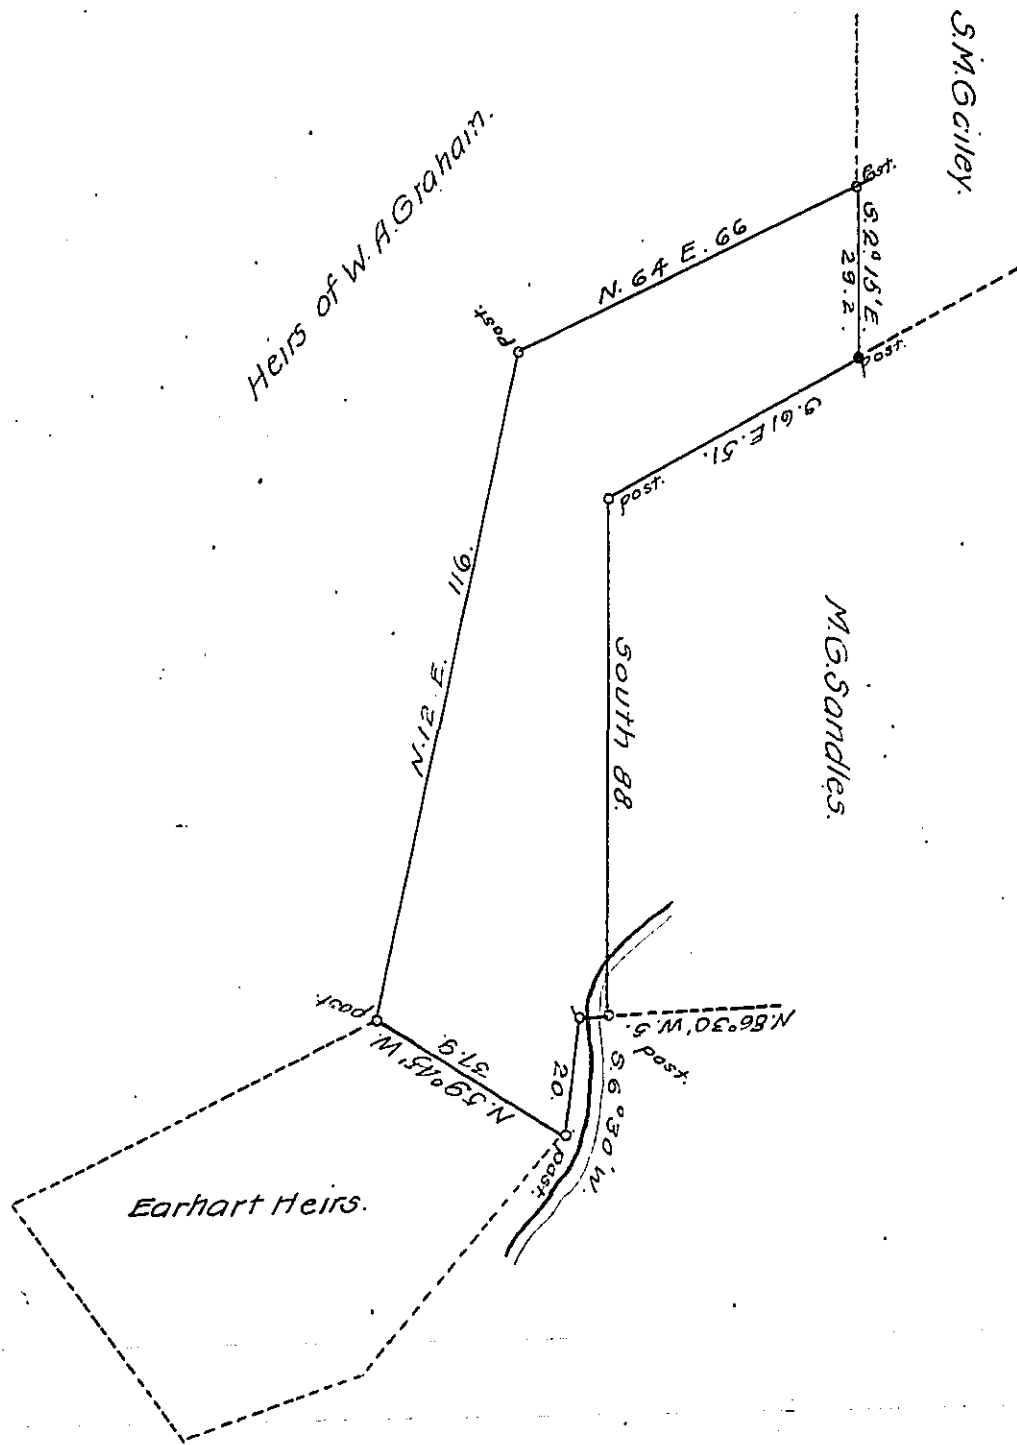 S.M.Gailey.
Post.
S.2°15'E.
29.2.
post.
N. 64 E. 66
Post.
Heirs of W.A.Graham.
S.61E.51.
post.
M.G.Sandles.
South 88.
N.12 E. 116.
N.86°30'W.5.
post.
S.6°30'W.
20.
post.
post.
N.59°45'W.
37.9.
Earhart Heirs.